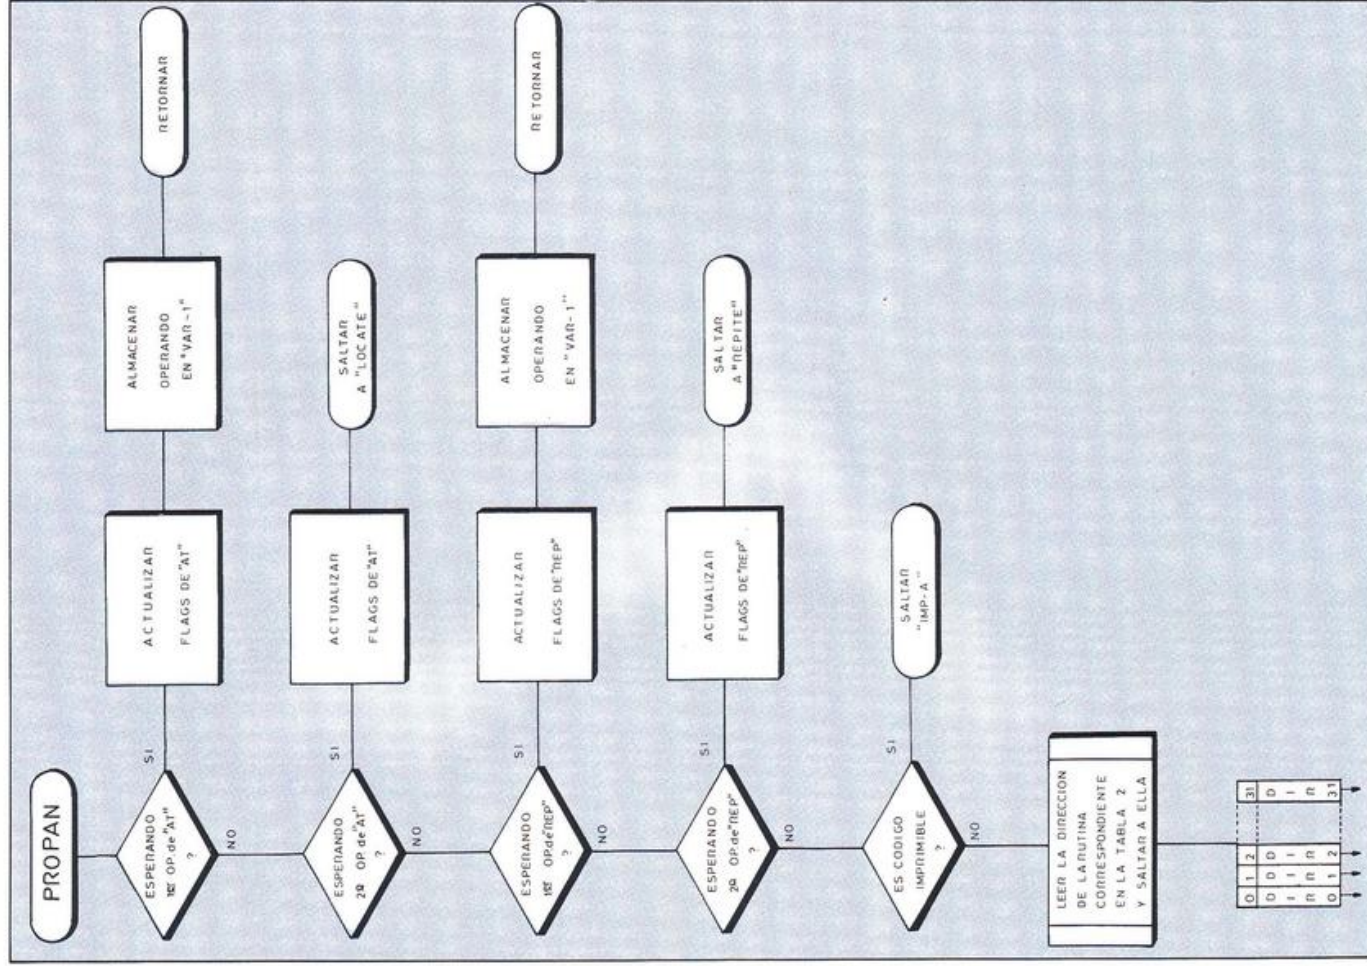 PROPAN
ESPERANDO
1er OP. de "AT"
?
SI
NO
ACTUALIZAR
FLAGS DE "AT"
ALMACENAR
OPERANDO
EN "VAR-1"
RETORNAR
ESPERANDO
2º OP. de "AT"
?
SI
NO
ACTUALIZAR
FLAGS DE "AT"
SALTAR
A "LOCATE"
ESPERANDO
1er OP. de "REP"
?
SI
NO
ACTUALIZAR
FLAGS DE "REP"
ALMACENAR
OPERANDO
EN "VAR-1"
RETORNAR
ESPERANDO
2º OP. de "REP"
?
SI
NO
ACTUALIZAR
FLAGS DE "REP"
SALTAR
A "REPITE"
ES CODIGO
IMPRIMIBLE
?
SI
NO
SALTAR
"IMP-A"
LEER LA DIRECCION
DE LA RUTINA
CORRESPONDIENTE
EN LA TABLA 2
Y SALTAR A ELLA
0 1 2 31
D D D D
I I I I
R R R R
0 1 2 31